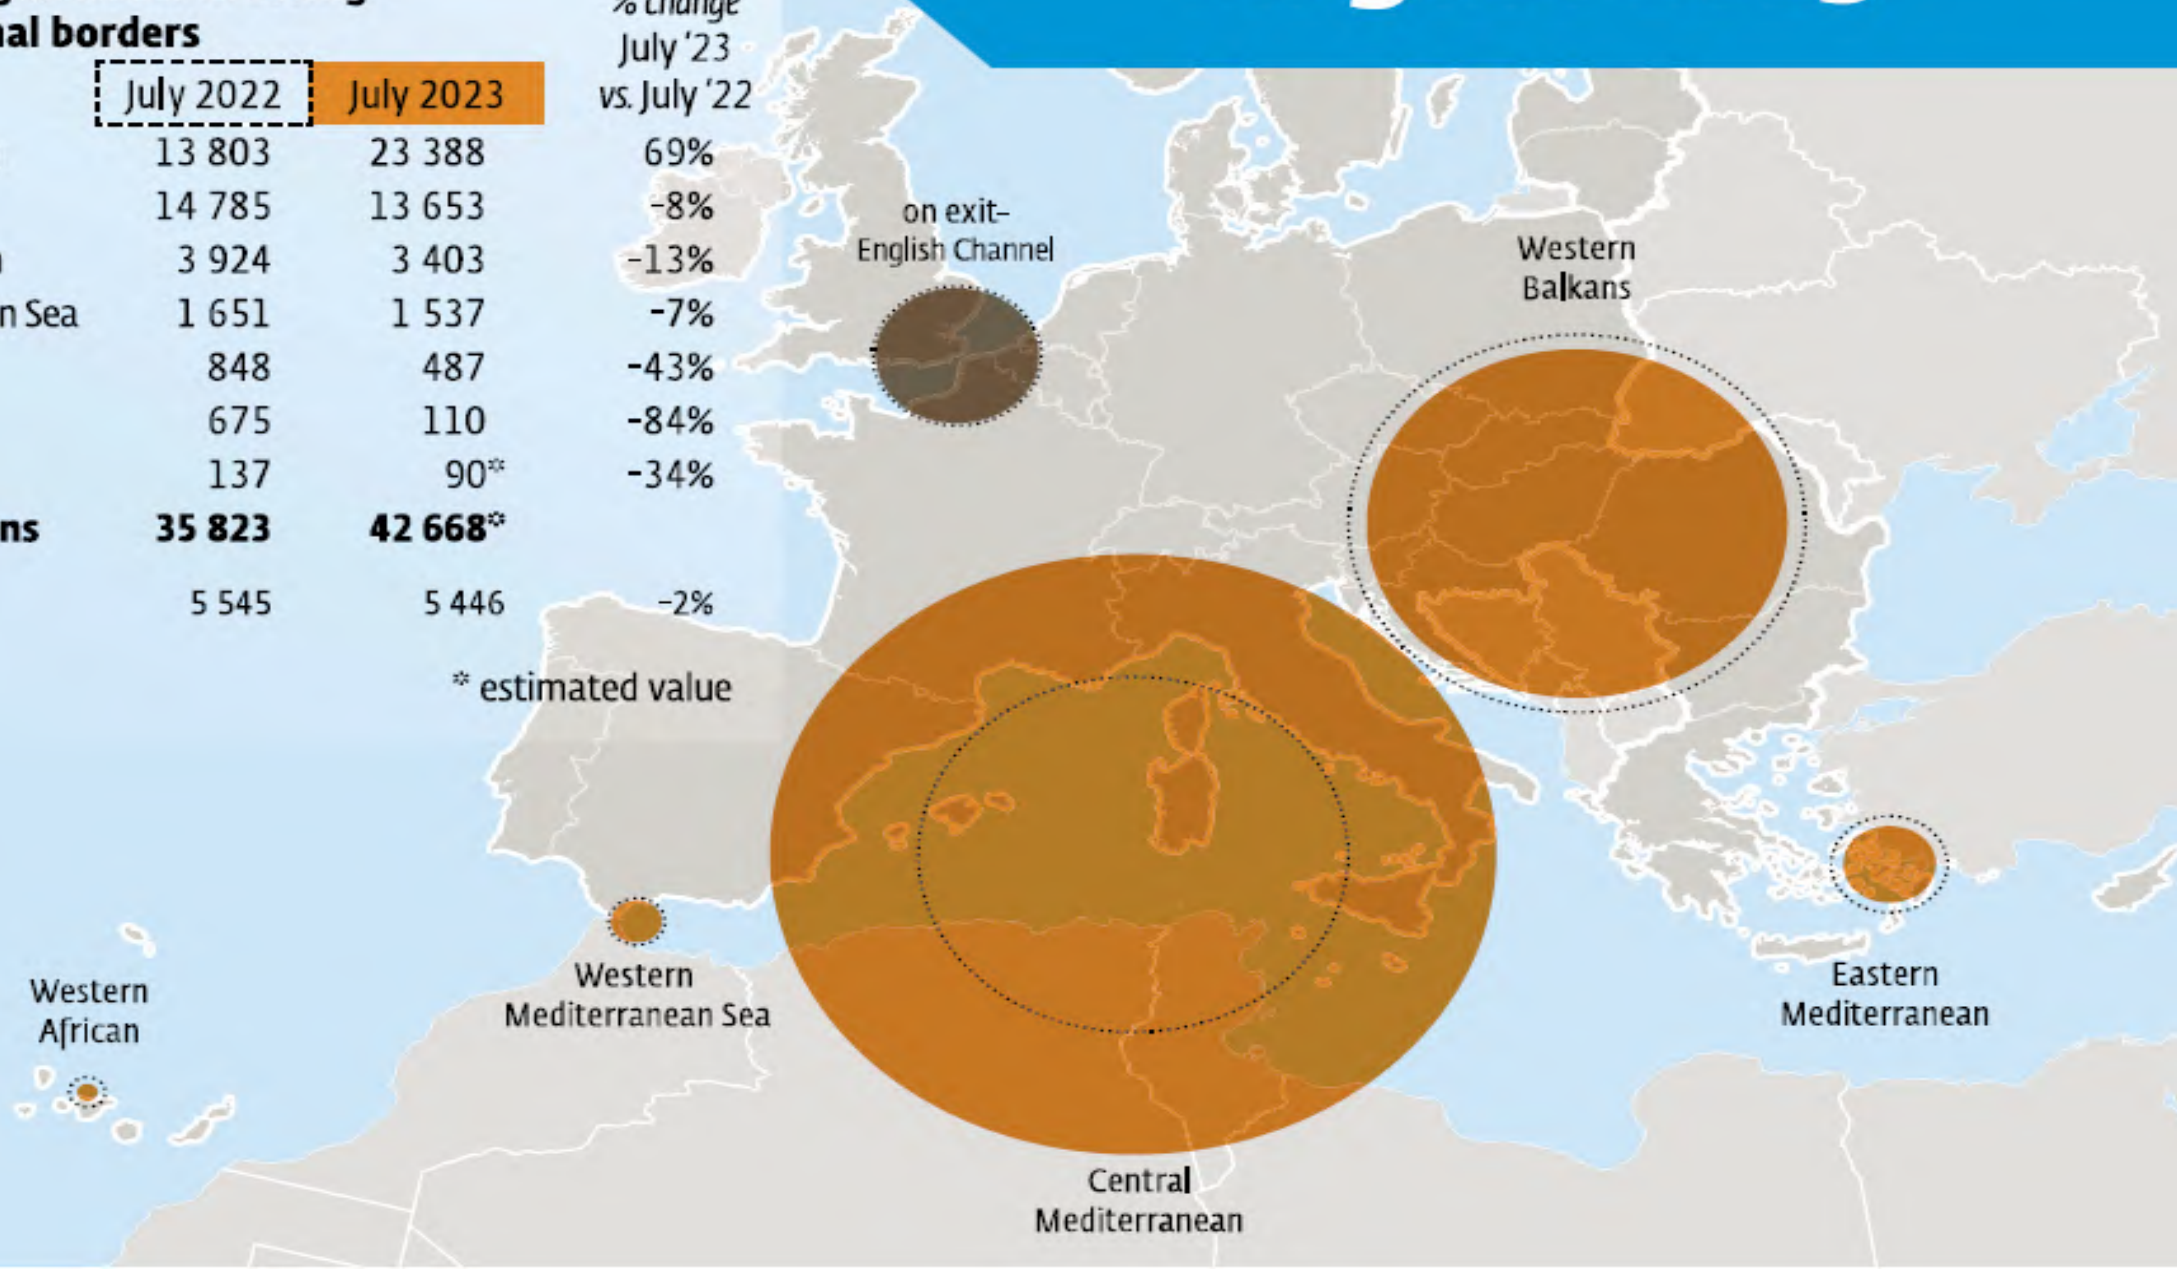 % change
al borders
July '23
July 2022 July 2023 vs. July '22
13 803 23 388 69%
14 785 13 653 -8%
3 924 3 403 -13%
n Sea 1 651 1 537 -7%
848 487 -43%
675 110 -84%
137 90* -34%
ns 35 823 42 668*
5 545 5 446 -2%
* estimated value
on exit–
English Channel
Western
Balkans
Western
African
Western
Mediterranean Sea
Eastern
Mediterranean
Central
Mediterranean